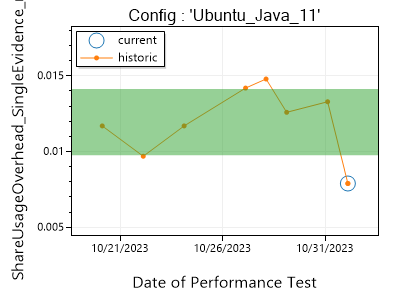 Config : 'Ubuntu_Java_11'
current
historic
ShareUsageOverhead_SingleEvidence_
0.015
0.01
0.005
10/21/2023
10/26/2023
10/31/2023
Date of Performance Test